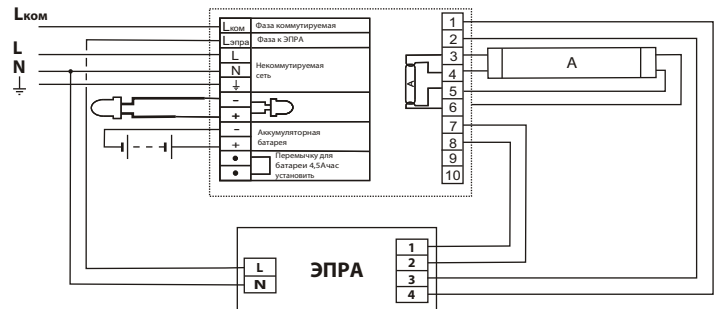 Lком
L
N
Lком Фаза коммутируемая
Lэпра Фаза к ЭПРА
L
N
Некоммутируемая
сеть
–
+
–
+
Аккумуляторная
батарея
Перемычку для
батареи 4,5Ачас
установить
1
2
3
4
5
6
7
8
9
10
A
A
L
N
ЭПРА
1
2
3
4